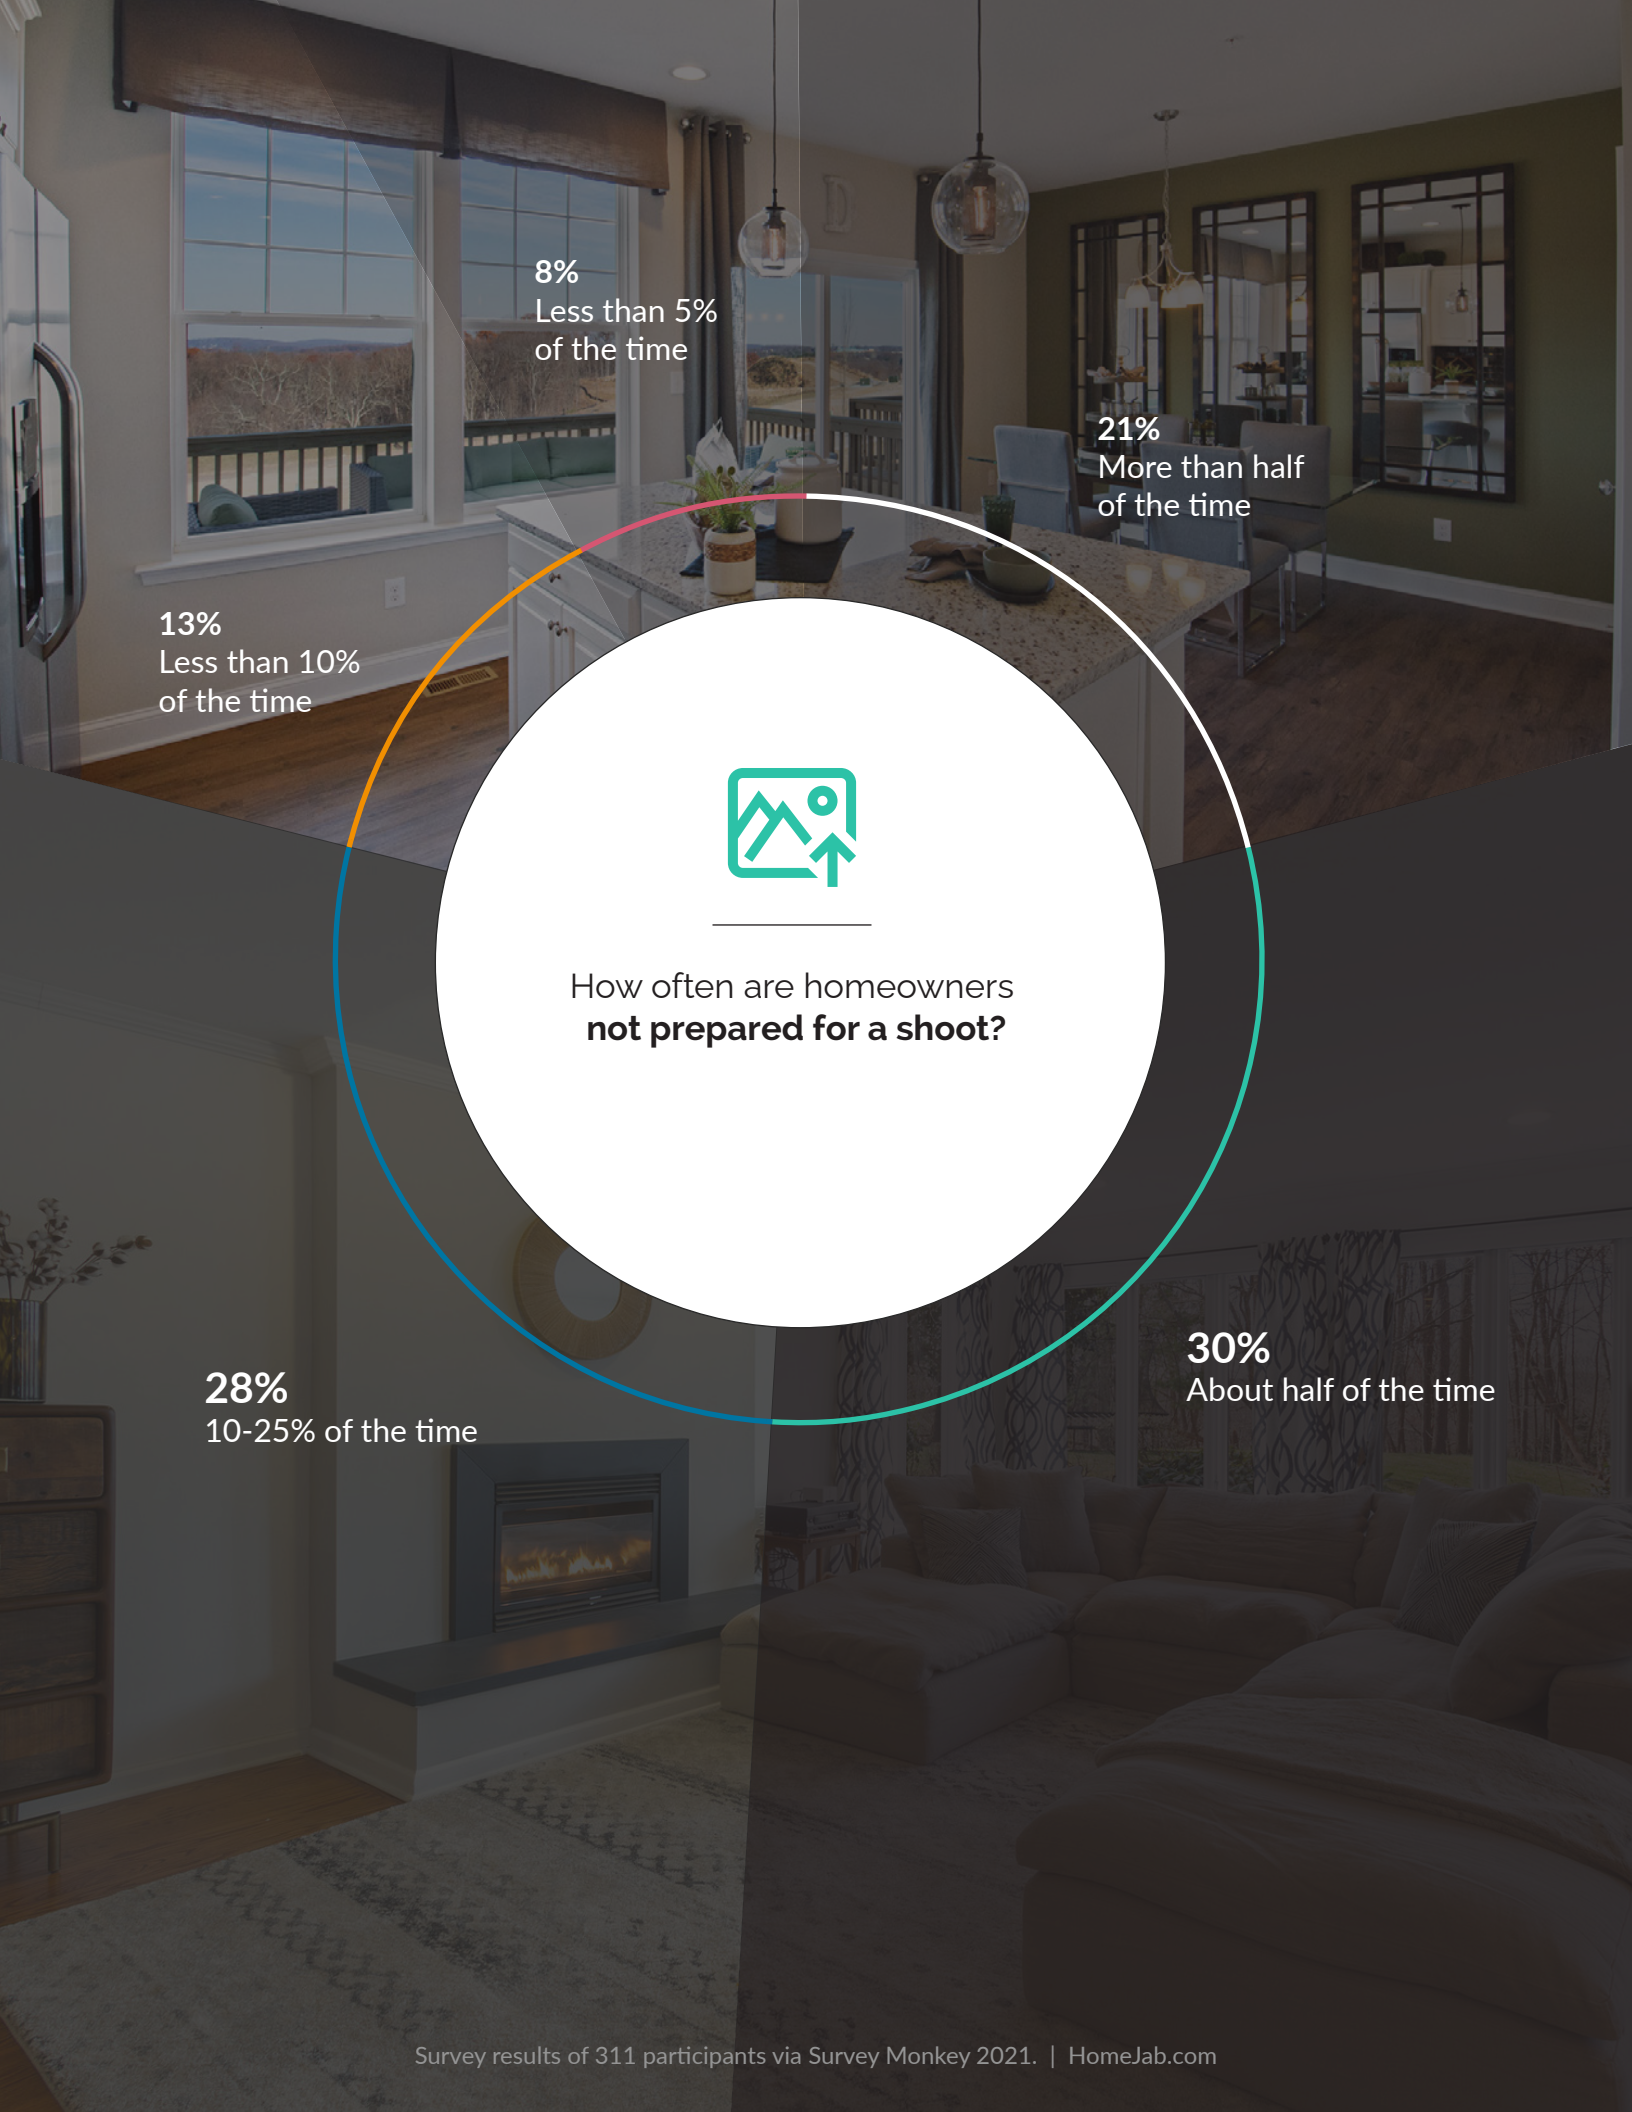 8%
Less than 5%
of the time
21%
More than half
of the time
13%
Less than 10%
of the time
How often are homeowners
not prepared for a shoot?
30%
About half of the time
28%
10-25% of the time
Survey results of 311 participants via Survey Monkey 2021. | HomeJab.com
D